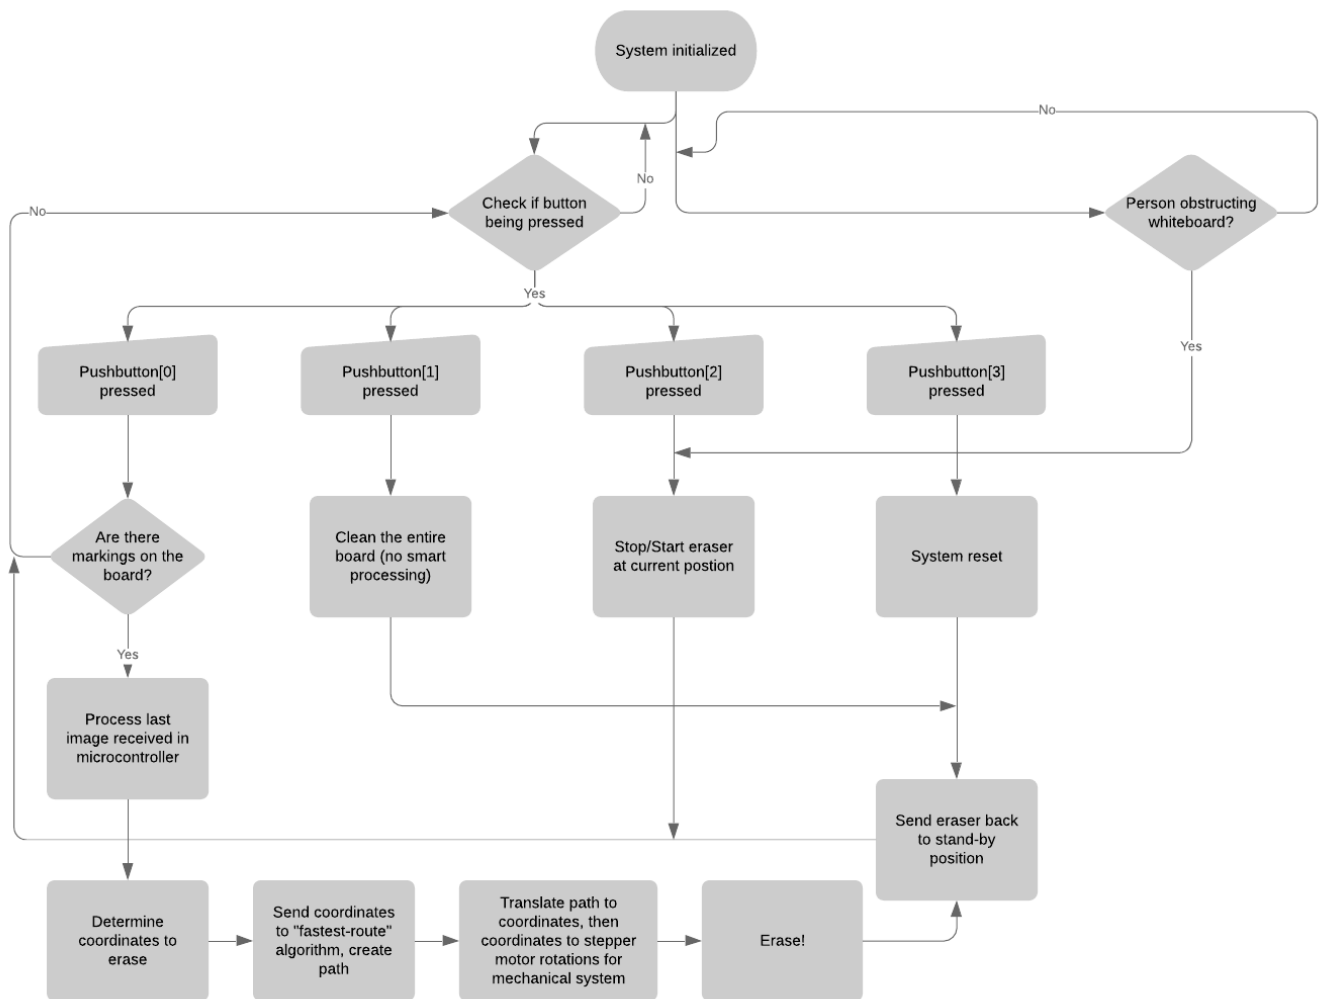 System initialized
No
No
Check if button
being pressed
Person obstructing
whiteboard?
No
Yes
Yes
Pushbutton[0]
pressed
Pushbutton[1]
pressed
Pushbutton[2]
pressed
Pushbutton[3]
pressed
Are there
markings on the
board?
Clean the entire
board (no smart
processing)
Stop/Start eraser
at current postion
System reset
Yes
Process last
image received in
microcontroller
Send eraser back
to stand-by
position
Determine
coordinates to
erase
Send coordinates
to "fastest-route"
algorithm, create
path
Translate path to
coordinates, then
coordinates to stepper
motor rotations for
mechanical system
Erase!